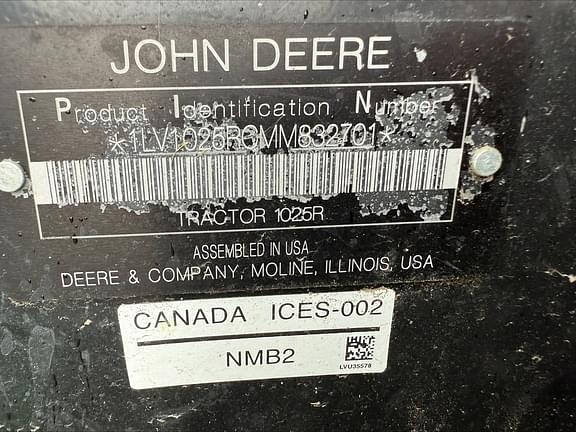 JOHN DEERE
Product Identification Number
*1LV1025RGMM832701*
TRACTOR 1025R
ASSEMBLED IN USA
DEERE & COMPANY, MOLINE, ILLINOIS, USA
CANADA ICES-002
NMB2
LVU35578